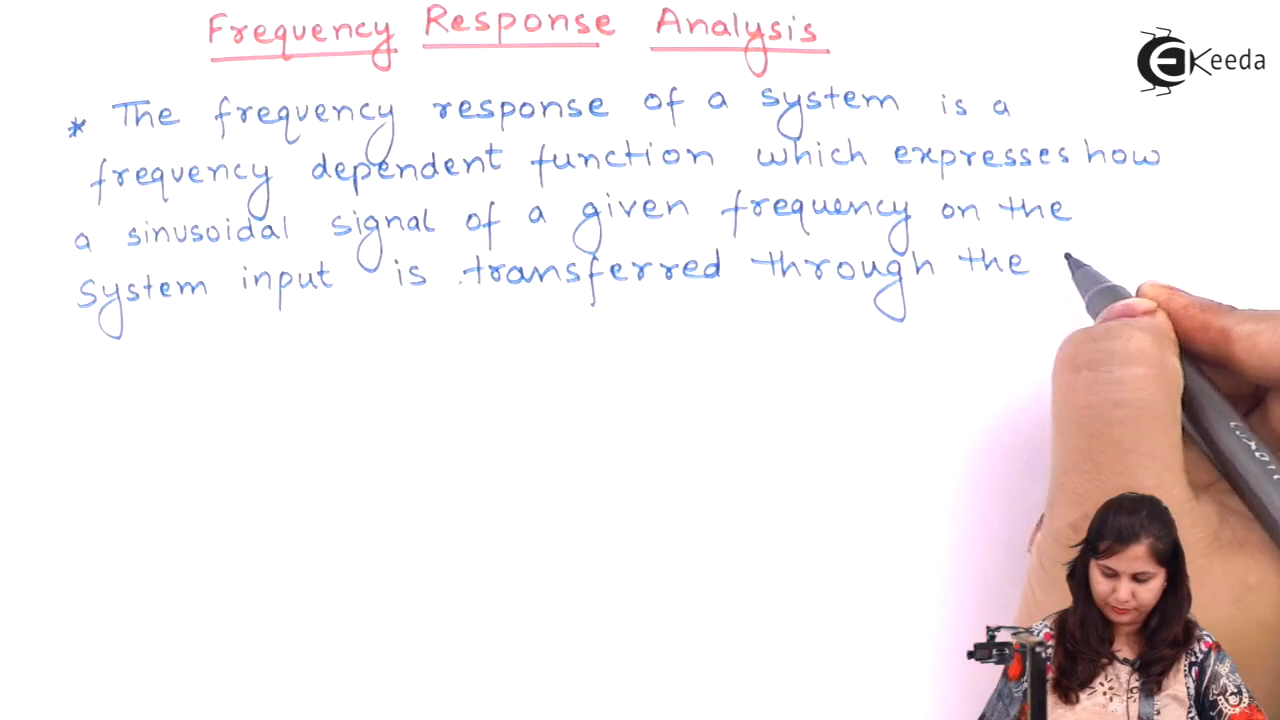 Frequency Response Analysis
Keeda
* The frequency response of a system is a
frequency dependent function which expresses how
a sinusoidal signal of a given frequency on the
system input is transferred through the